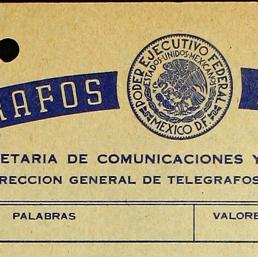 RAFOS
PODER EJECUTIVO FEDERAL
ESTADOS·UNIDOS·MEXICANOS
MEXICO D.F.
ETARIA DE COMUNICACIONES Y
RECCION GENERAL DE TELEGRAFOS
PALABRAS
VALORE